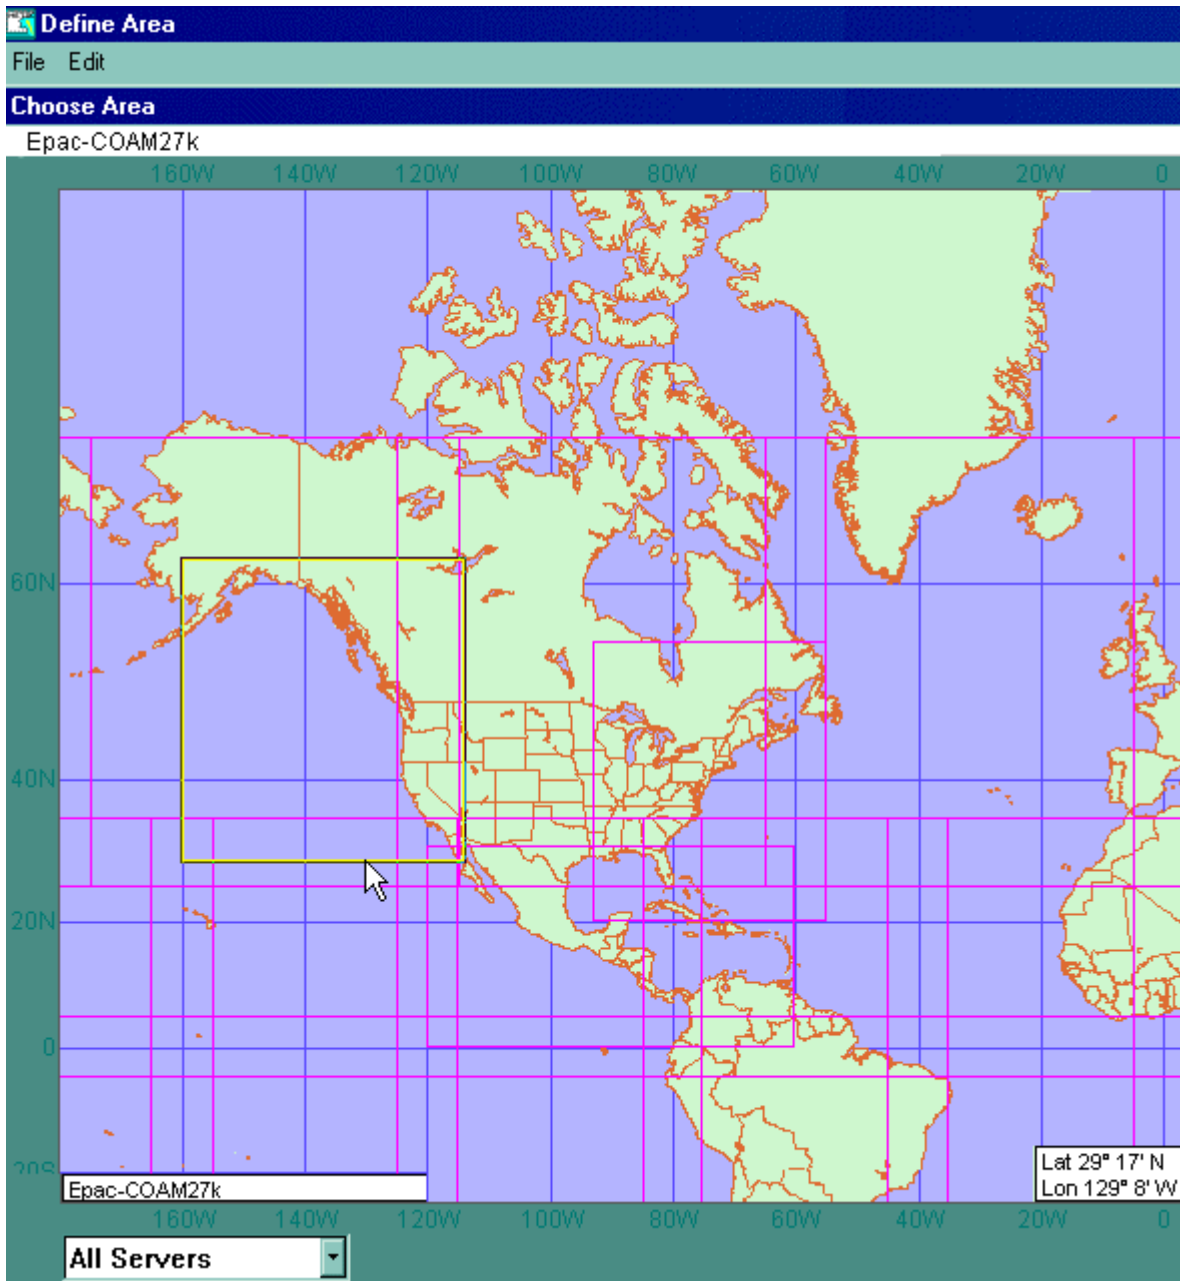 Define Area
File Edit
Choose Area
Epac-COAM27k
160W 140W 120W 100W 80W 60W 40W 20W 0
60N
40N
20N
0
20S
Epac-COAM27k
Lat 29° 17' N
Lon 129° 8' W
160W 140W 120W 100W 80W 60W 40W 20W 0
All Servers